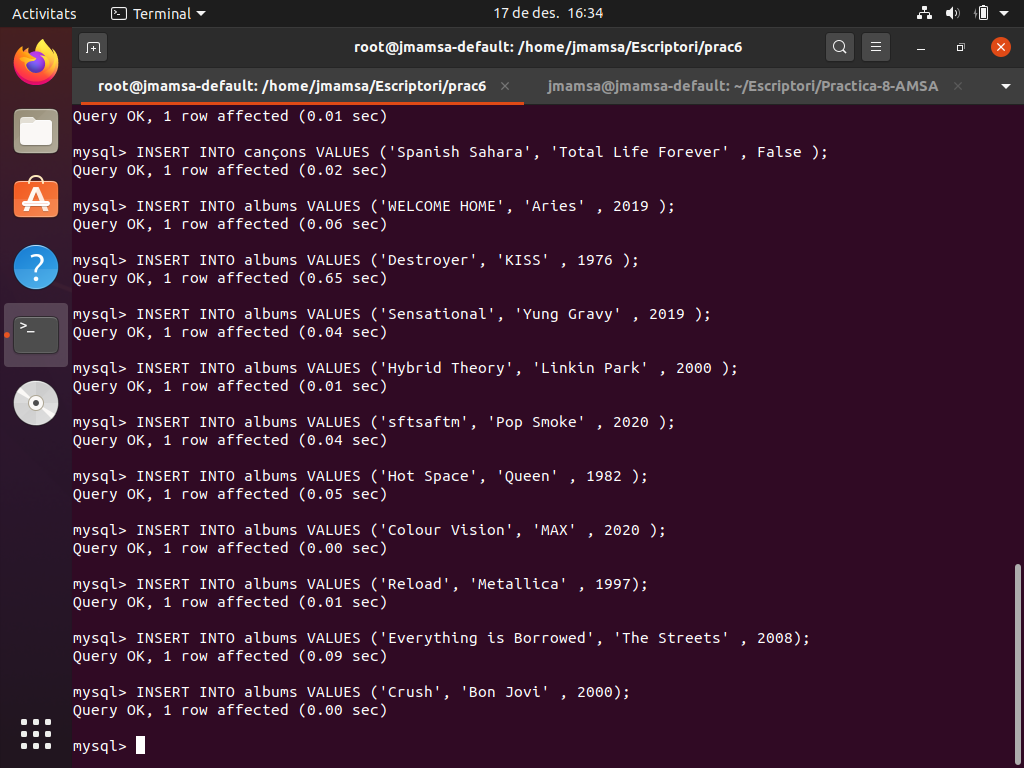 Activitats
Terminal
17 de des. 16:34
root@jmamsa-default: /home/jmamsa/Escriptori/prac6
root@jmamsa-default: /home/jmamsa/Escriptori/prac6
jmamsa@jmamsa-default: ~/Escriptori/Practica-8-AMSA
Query OK, 1 row affected (0.01 sec)
mysql> INSERT INTO cançons VALUES ('Spanish Sahara', 'Total Life Forever' , False );
Query OK, 1 row affected (0.02 sec)
mysql> INSERT INTO albums VALUES ('WELCOME HOME', 'Aries' , 2019 );
Query OK, 1 row affected (0.06 sec)
mysql> INSERT INTO albums VALUES ('Destroyer', 'KISS' , 1976 );
Query OK, 1 row affected (0.65 sec)
mysql> INSERT INTO albums VALUES ('Sensational', 'Yung Gravy' , 2019 );
Query OK, 1 row affected (0.04 sec)
mysql> INSERT INTO albums VALUES ('Hybrid Theory', 'Linkin Park' , 2000 );
Query OK, 1 row affected (0.01 sec)
mysql> INSERT INTO albums VALUES ('sftsaftm', 'Pop Smoke' , 2020 );
Query OK, 1 row affected (0.04 sec)
mysql> INSERT INTO albums VALUES ('Hot Space', 'Queen' , 1982 );
Query OK, 1 row affected (0.05 sec)
mysql> INSERT INTO albums VALUES ('Colour Vision', 'MAX' , 2020 );
Query OK, 1 row affected (0.00 sec)
mysql> INSERT INTO albums VALUES ('Reload', 'Metallica' , 1997);
Query OK, 1 row affected (0.01 sec)
mysql> INSERT INTO albums VALUES ('Everything is Borrowed', 'The Streets' , 2008);
Query OK, 1 row affected (0.09 sec)
mysql> INSERT INTO albums VALUES ('Crush', 'Bon Jovi' , 2000);
Query OK, 1 row affected (0.00 sec)
mysql>